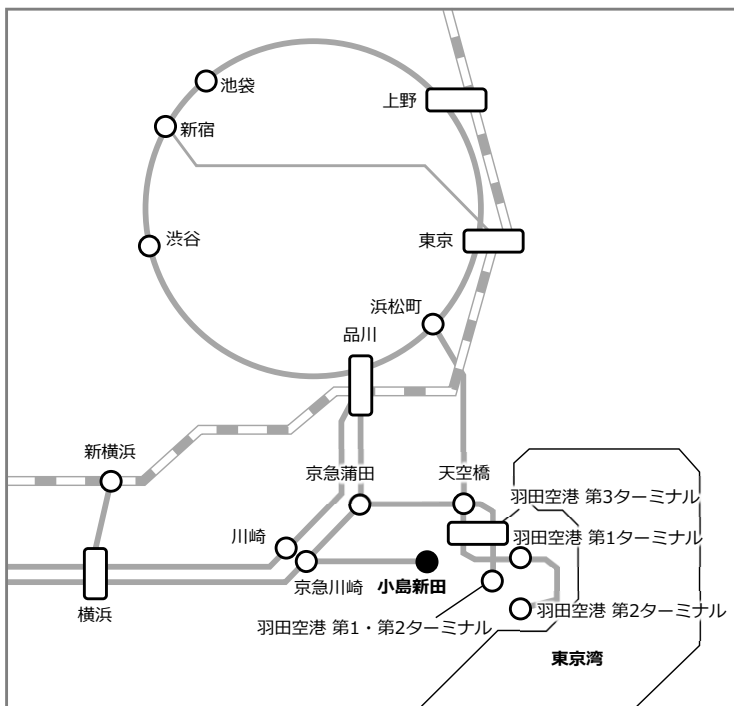 池袋
上野
新宿
渋谷
東京
浜松町
品川
新横浜
京急蒲田
天空橋
羽田空港 第3ターミナル
川崎
羽田空港 第1ターミナル
京急川崎
小島新田
横浜
羽田空港 第2ターミナル
羽田空港 第1・第2ターミナル
東京湾